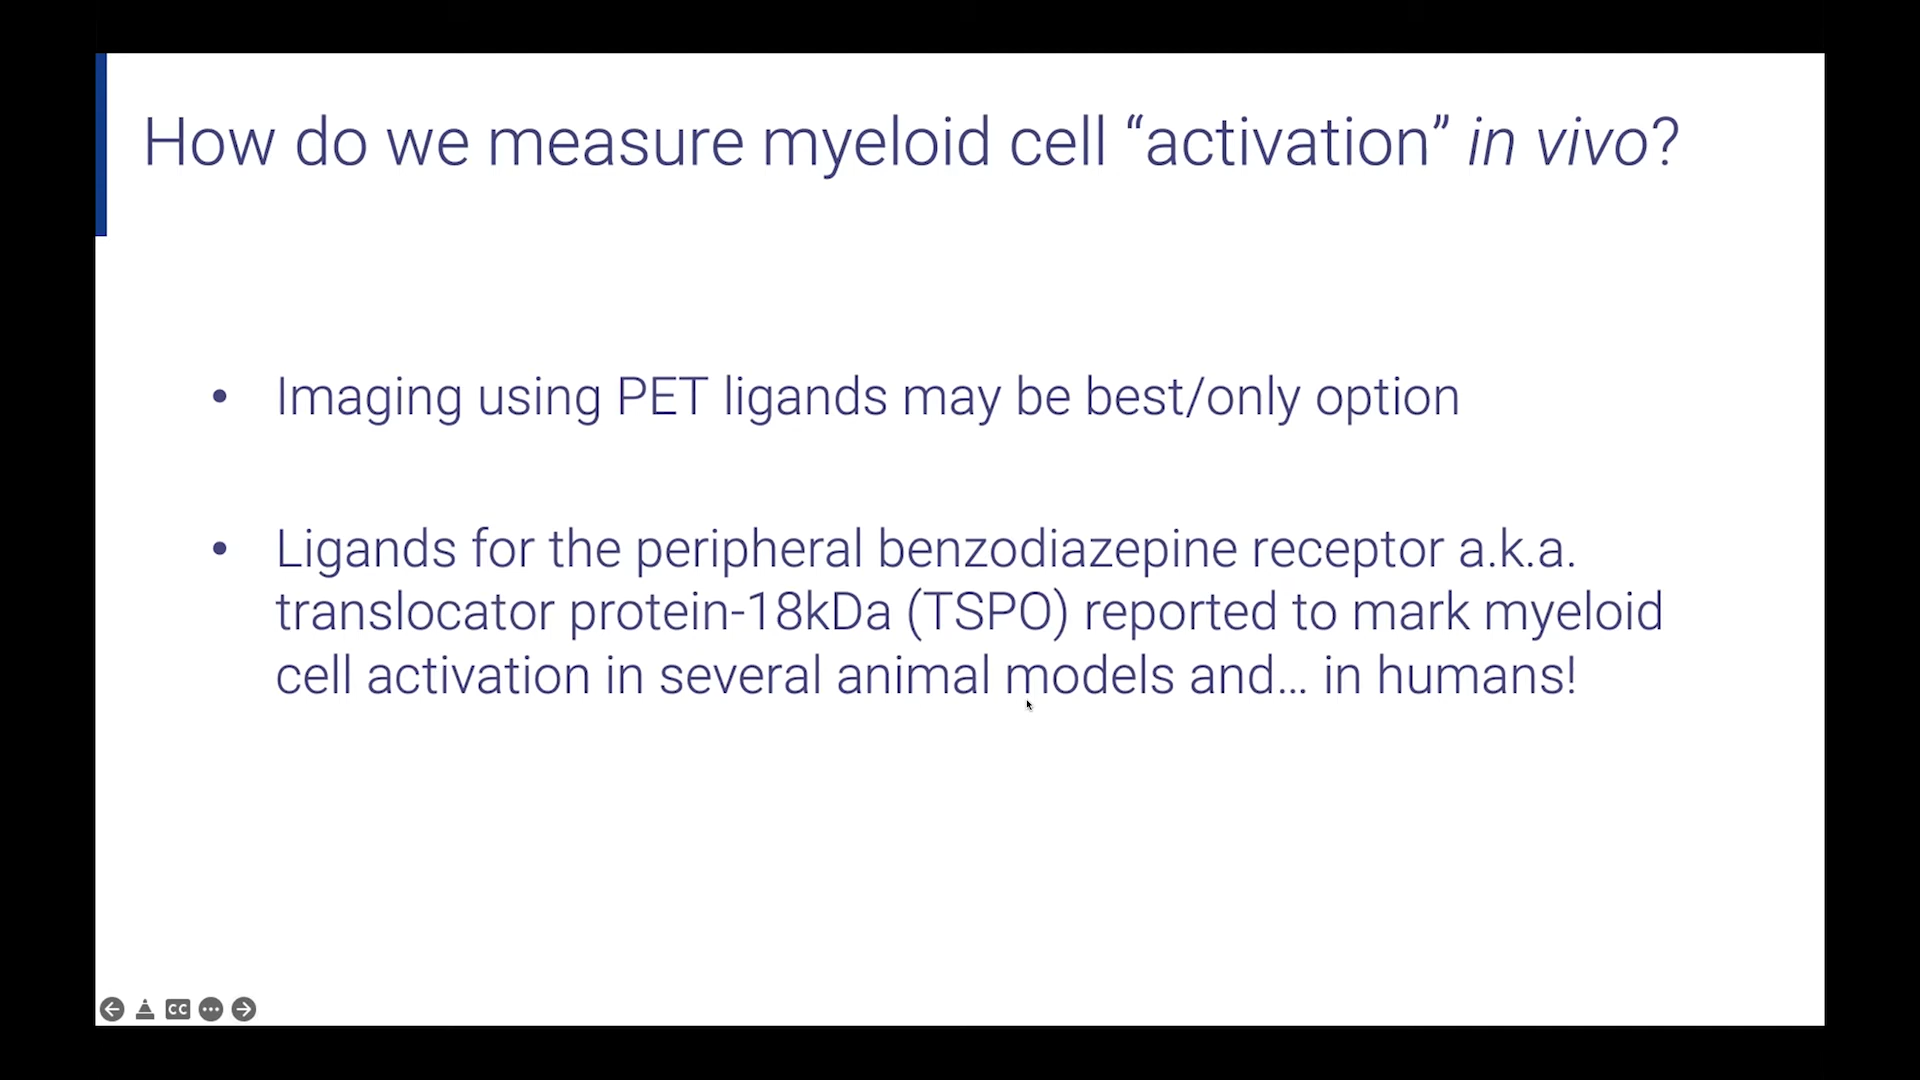 How do we measure myeloid cell “activation” in vivo?
• Imaging using PET ligands may be best/only option
• Ligands for the peripheral benzodiazepine receptor a.k.a.
translocator protein-18kDa (TSPO) reported to mark myeloid
cell activation in several animal models and... in humans!
CC